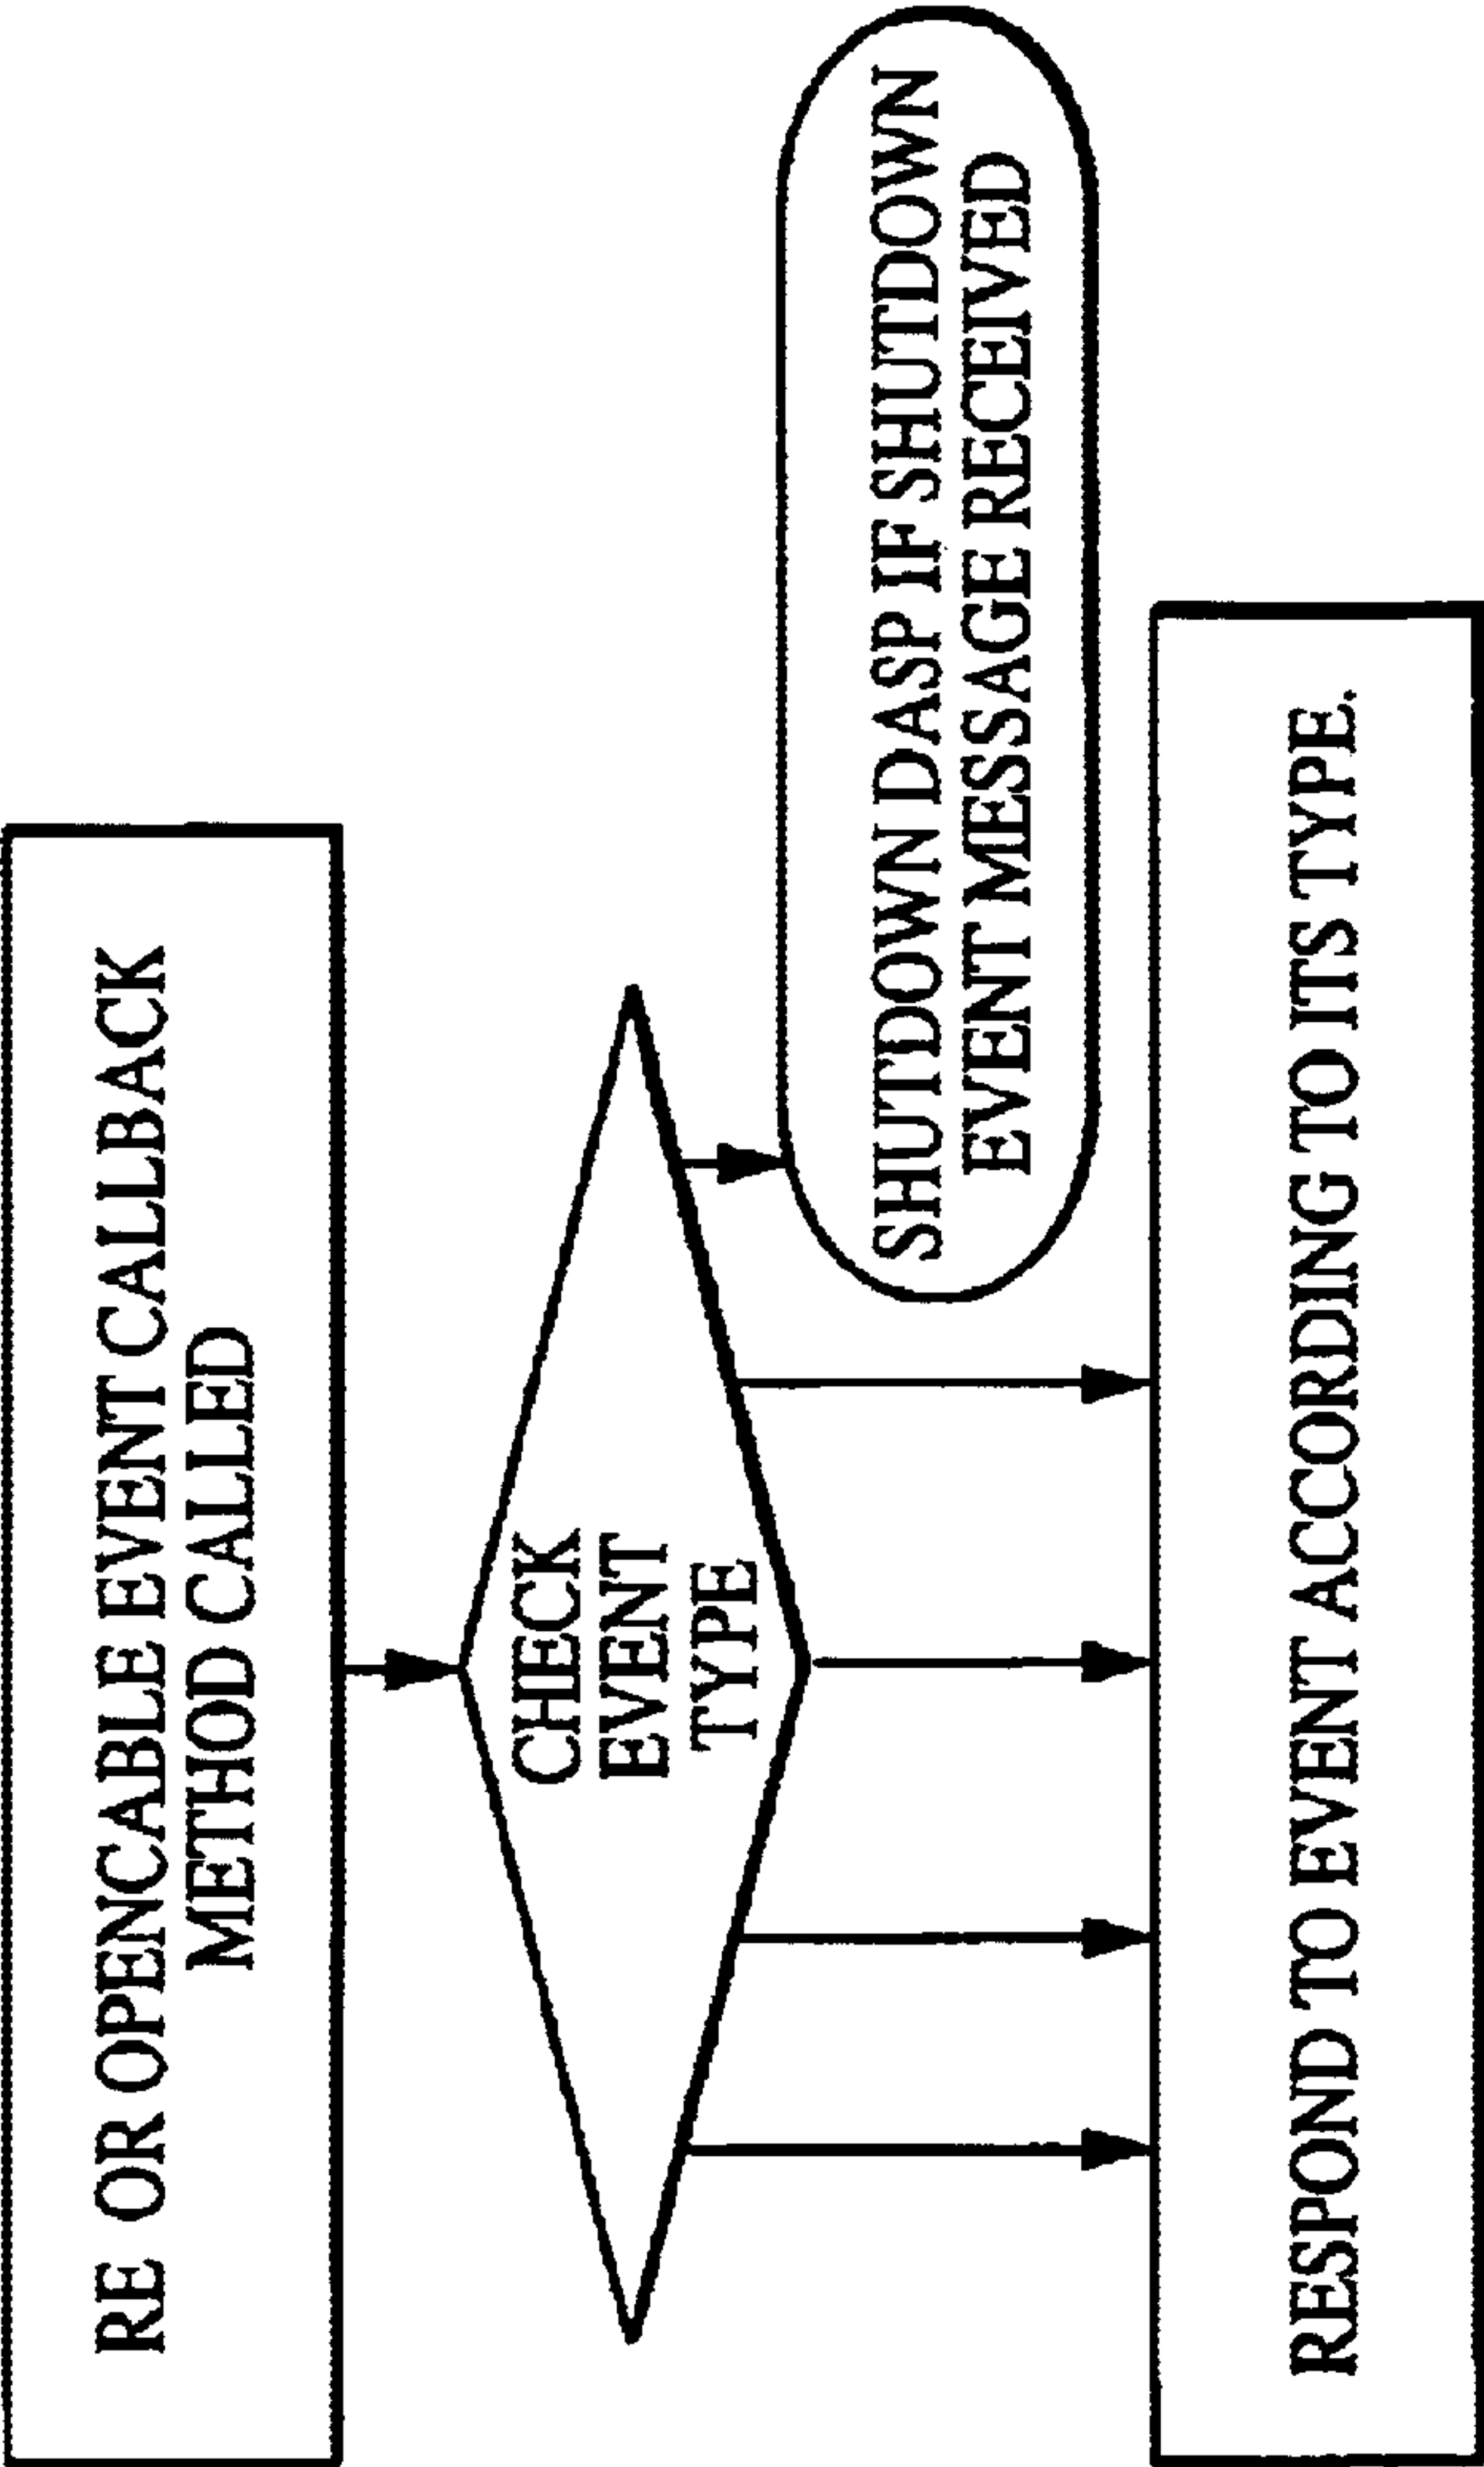 RE OR OPENCABLE EVENT CALLBACK
METHOD CALLED
CHECK
EVENT
TYPE
SHUTDOWN DASP IF SHUTDOWN
EVENT MESSAGE RECEIVED
RESPOND TO EVENT ACCORDING TO ITS TYPE.